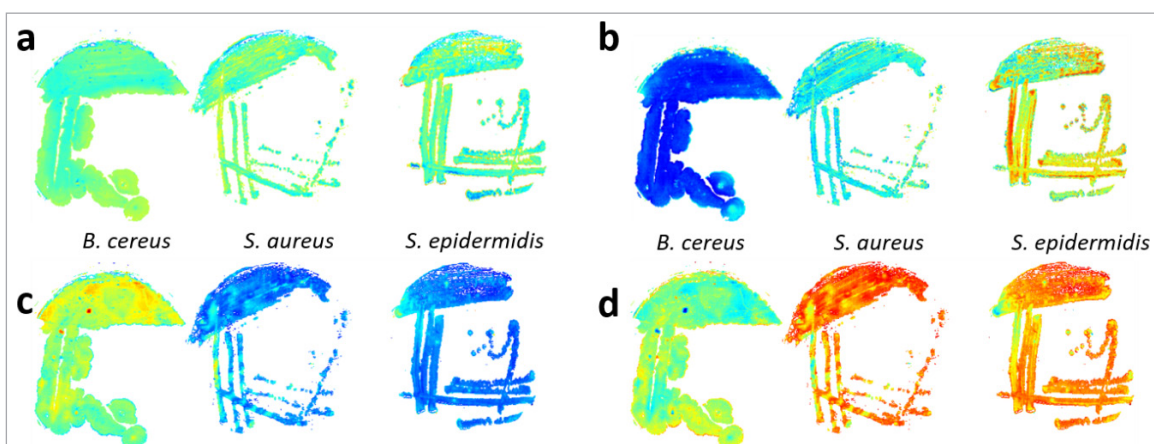 a b
B. cereus S. aureus S. epidermidis B. cereus S. aureus S. epidermidis
c d